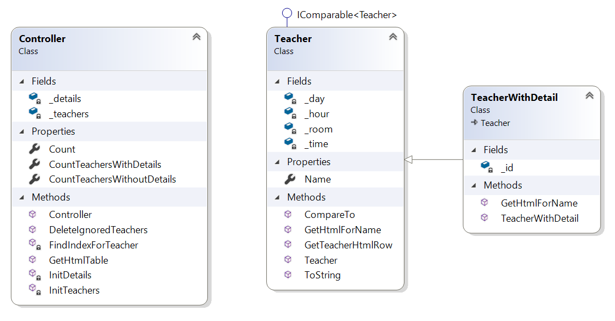 IComparable<Teacher>
Controller
Class
Fields
_details
_teachers
Properties
Count
CountTeachersWithDetails
CountTeachersWithoutDetails
Methods
Controller
DeleteIgnoredTeachers
FindIndexForTeacher
GetHtmlTable
InitDetails
InitTeachers
Teacher
Class
Fields
_day
_hour
_room
_time
Properties
Name
Methods
CompareTo
GetHtmlForName
GetTeacherHtmlRow
Teacher
ToString
TeacherWithDetail
Class
Teacher
Fields
_id
Methods
GetHtmlForName
TeacherWithDetail